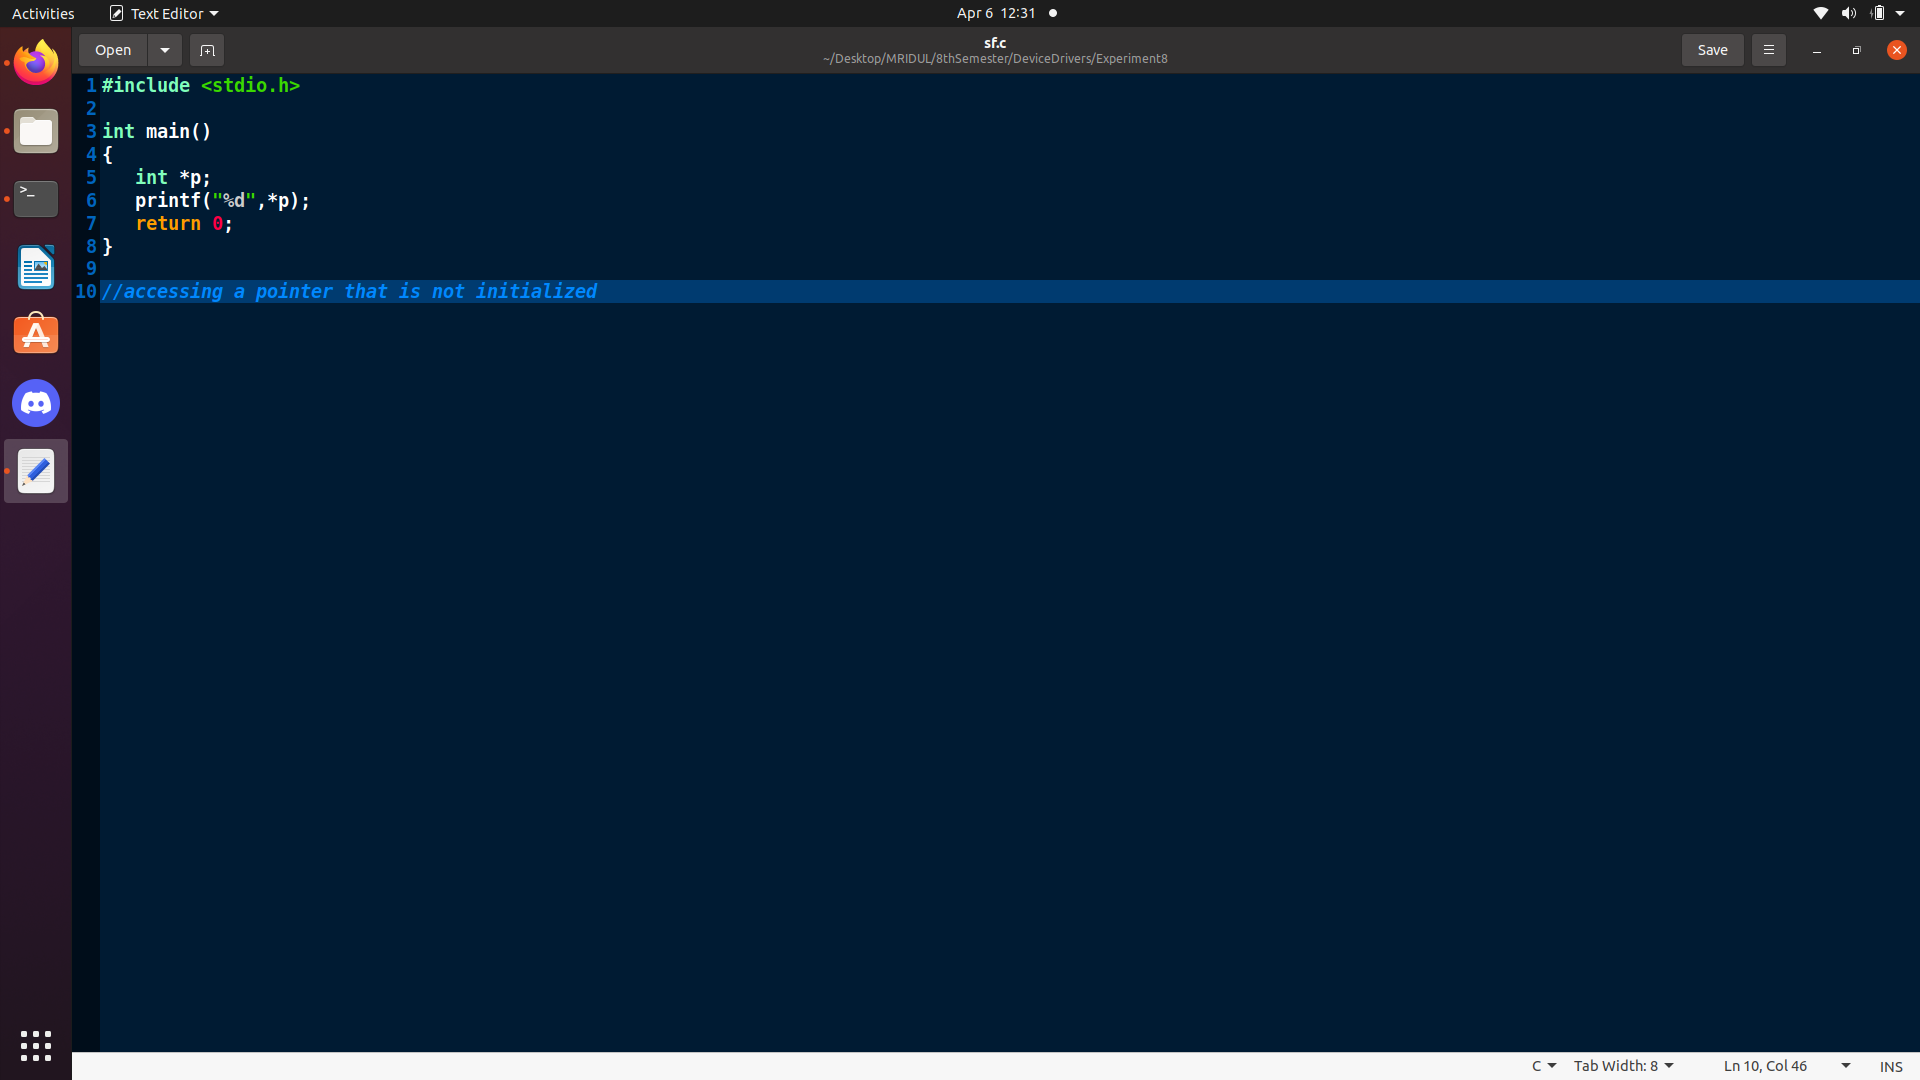 Activities Text Editor Apr 6 12:31
Open sf.c Save
~/Desktop/MRIDUL/8thSemester/DeviceDrivers/Experiment8
1 #include <stdio.h>
2
3 int main()
4 {
5    int *p;
6    printf("%d",*p);
7    return 0;
8 }
9
10 //accessing a pointer that is not initialized
C Tab Width: 8 Ln 10, Col 46 INS